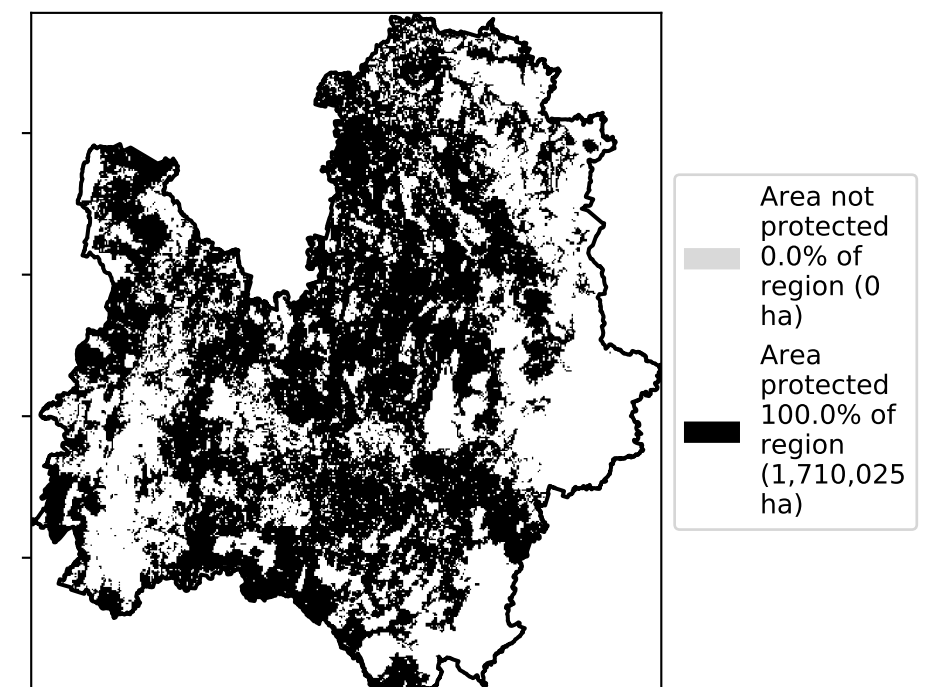 Area not
protected
0.0% of
region (0
ha)
Area
protected
100.0% of
region
(1,710,025
ha)